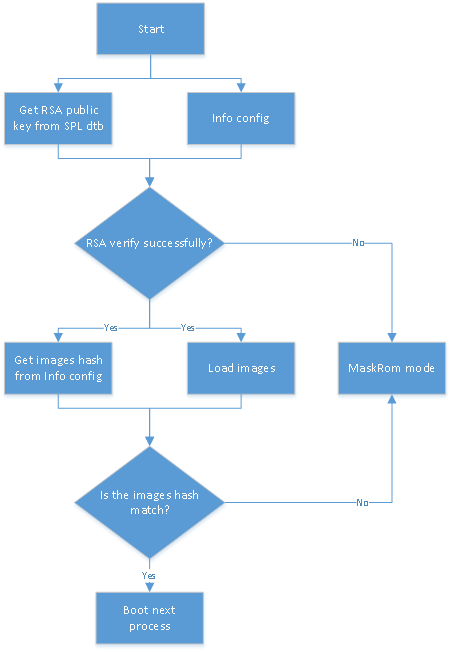 Start
Get RSA public
key from SPL dtb
Info config
RSA verify successfully?
No
Yes
Yes
Get images hash
from Info config
Load images
MaskRom mode
Is the images hash
match?
No
Yes
Boot next
process